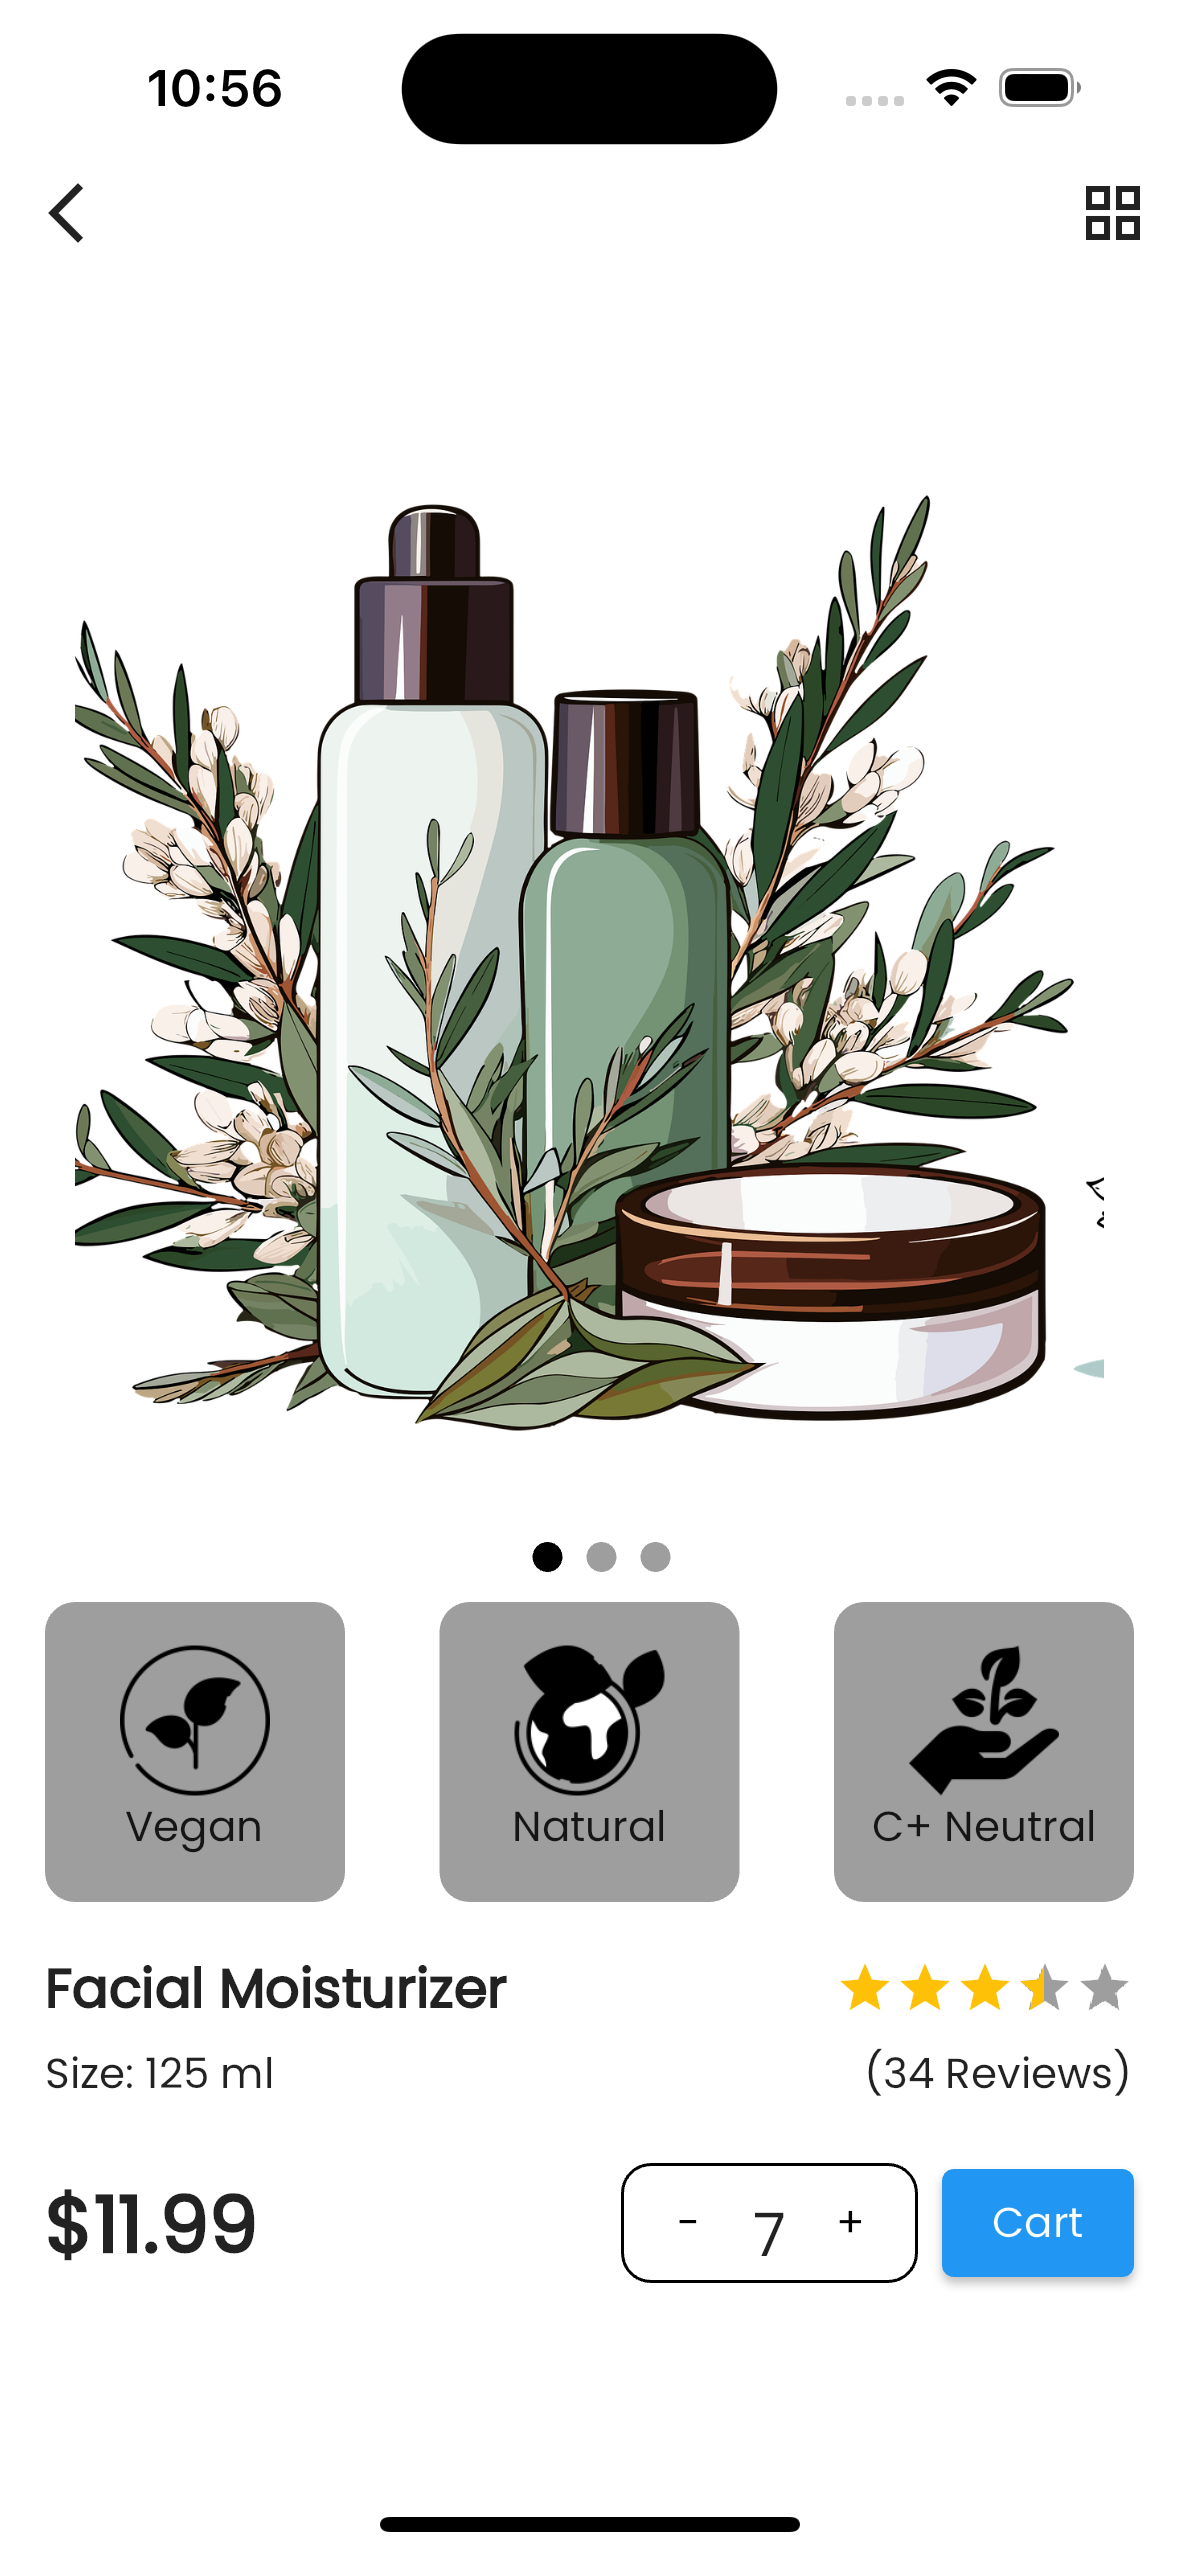 10:56
Vegan
Natural
C+ Neutral
Facial Moisturizer
Size: 125 ml
(34 Reviews)
$11.99
- 7 +
Cart